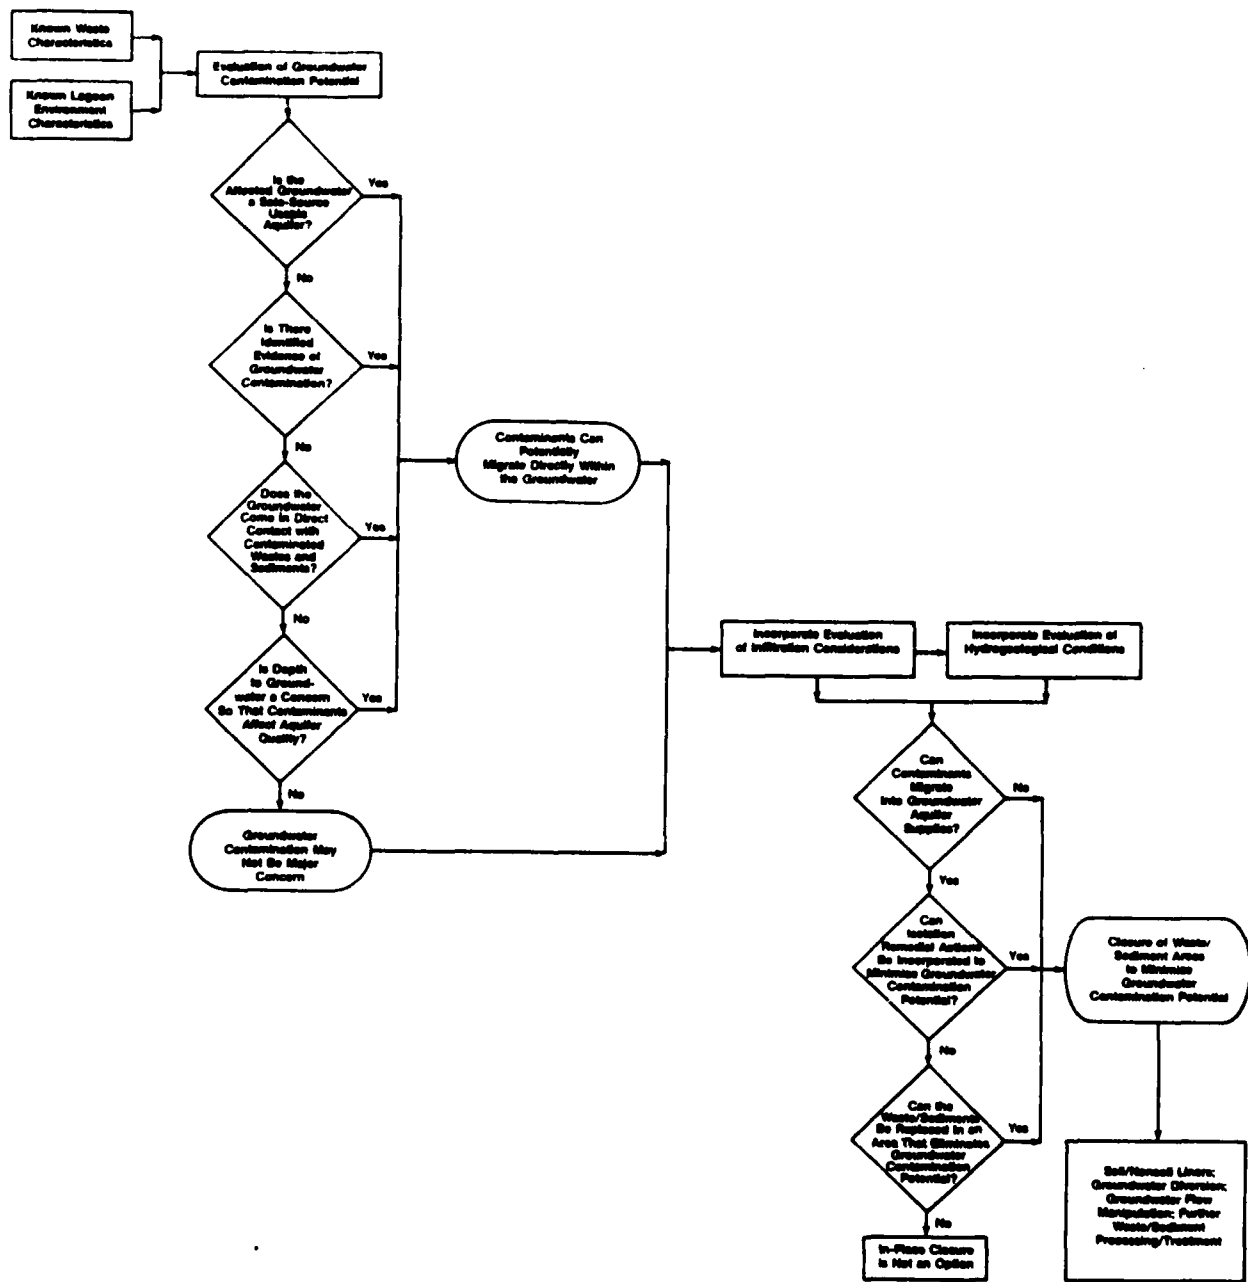 Known Waste
Characteristics
Known Lagoon
Environment
Characteristics
Evaluation of Groundwater
Contamination Potential
Is the
Affected Groundwater
a Sole-Source
Usable
Aquifer?
Yes
No
Is There
Identified
Evidence of
Groundwater
Contamination?
Yes
No
Does the
Groundwater
Come in Direct
Contact with
Contaminated
Wastes and
Sediments?
Yes
No
Is Depth
to Ground-
water a Concern
So That Contaminants
Affect Aquifer
Quality?
Yes
No
Groundwater
Contamination May
Not Be Major
Concern
Contaminants Can
Potentially
Migrate Directly Within
the Groundwater
Incorporate Evaluation
of Infiltration Considerations
Incorporate Evaluation of
Hydrogeological Conditions
Can
Contaminants
Migrate
Into Groundwater
Aquifer
Supplies?
No
Yes
Can
Isolation
Remedial Actions
Be Incorporated to
Minimize Groundwater
Contamination
Potential?
Yes
No
Can the
Waste/Sediments
Be Replaced in an
Area That Eliminates
Groundwater
Contamination
Potential?
Yes
No
In-Place Closure
is Not an Option
Closure of Waste/
Sediment Areas
to Minimize
Groundwater
Contamination Potential
Soil/Nonsoil Liners;
Groundwater Diversion;
Groundwater Flow
Manipulation; Further
Waste/Sediment
Processing/Treatment